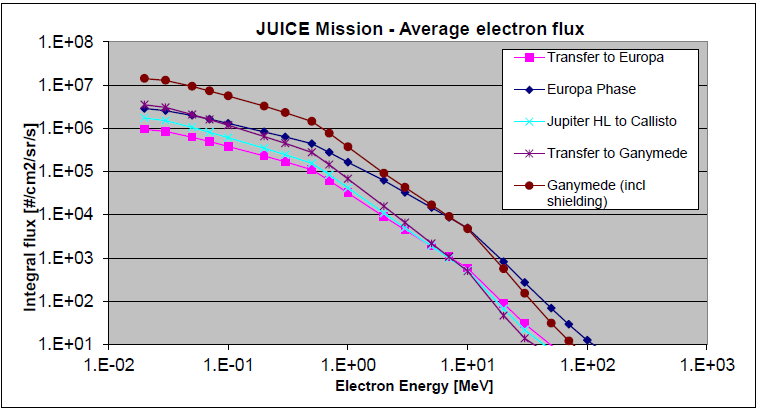 JUICE Mission - Average electron flux
Integral flux [#/cm2/sr/s]
1.E+08
1.E+07
1.E+06
1.E+05
1.E+04
1.E+03
1.E+02
1.E+01
Transfer to Europa
Europa Phase
Jupiter HL to Callisto
Transfer to Ganymede
Ganymede (incl
shielding)
1.E-02
1.E-01
1.E+00
1.E+01
1.E+02
1.E+03
Electron Energy [MeV]